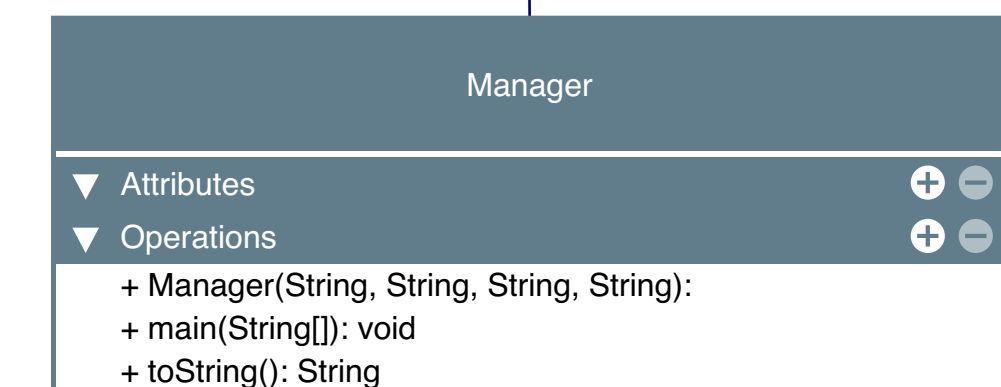 Manager
Attributes
Operations
+ Manager(String, String, String, String):
+ main(String[]): void
+ toString(): String